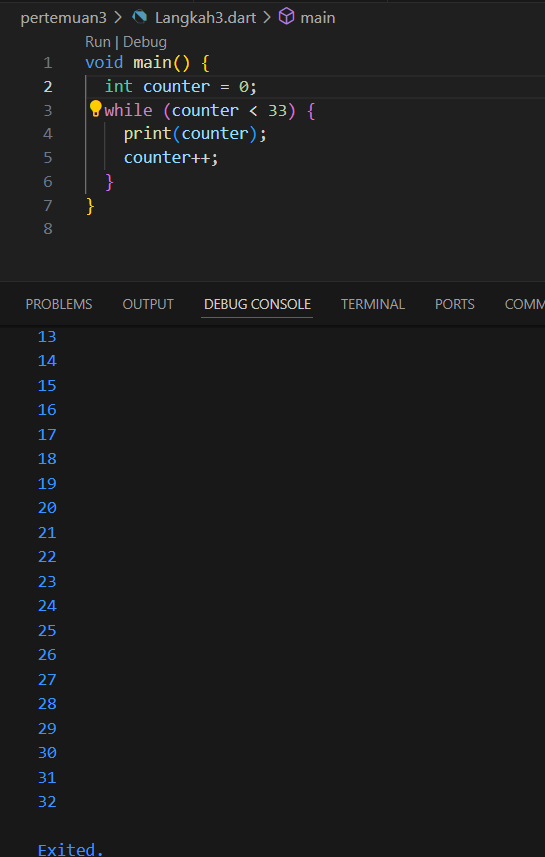 pertemuan3 > Langkah3.dart > main
Run | Debug
1 void main() {
2 int counter = 0;
3 while (counter < 33) {
4 print(counter);
5 counter++;
6 }
7 }
8
PROBLEMS OUTPUT DEBUG CONSOLE TERMINAL PORTS COMM
13
14
15
16
17
18
19
20
21
22
23
24
25
26
27
28
29
30
31
32
Exited.